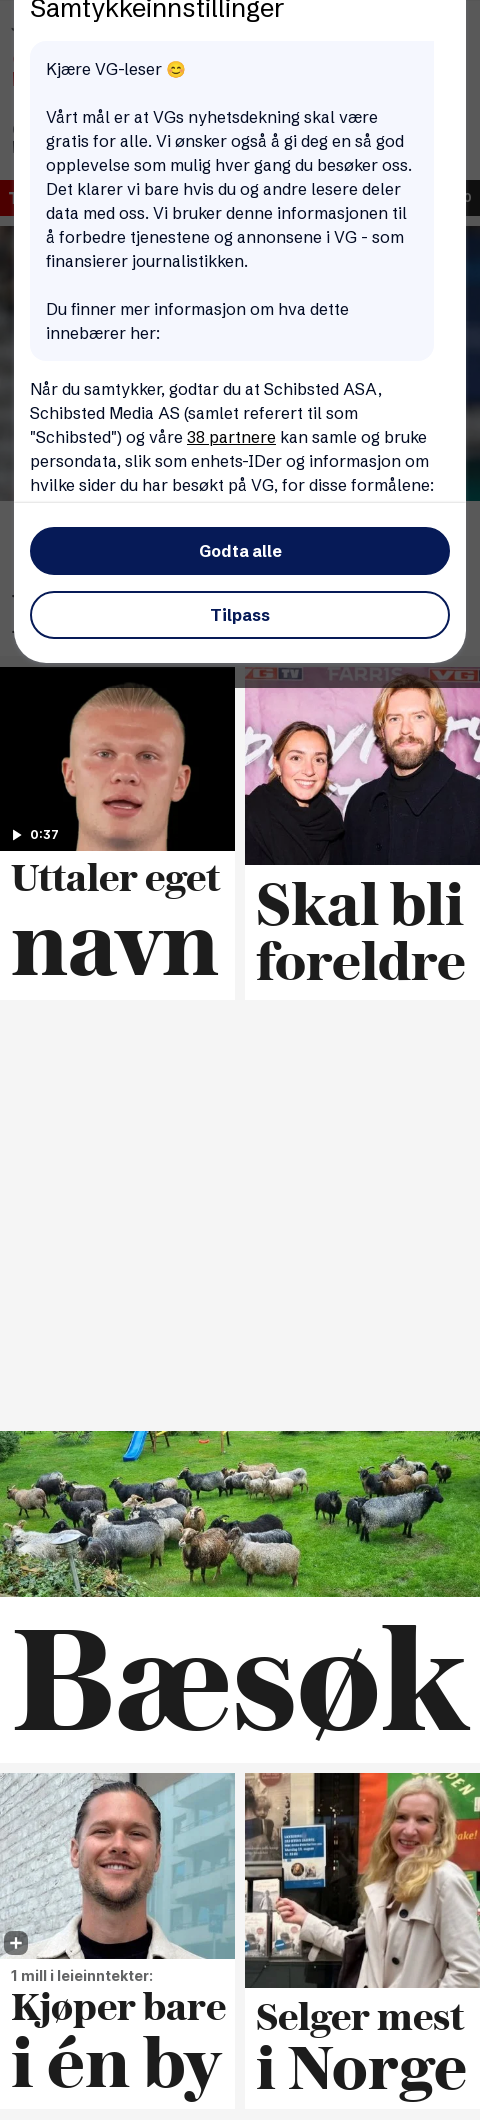 Samtykkeinnstillinger
Kjære VG-leser 😊
Vårt mål er at VGs nyhetsdekning skal være
gratis for alle. Vi ønsker også å gi deg en så god
opplevelse som mulig hver gang du besøker oss.
Det klarer vi bare hvis du og andre lesere deler
data med oss. Vi bruker denne informasjonen til
å forbedre tjenestene og annonsene i VG - som
finansierer journalistikken.
Du finner mer informasjon om hva dette
innebærer her:
Når du samtykker, godtar du at Schibsted ASA,
Schibsted Media AS (samlet referert til som
"Schibsted") og våre 38 partnere kan samle og bruke
persondata, slik som enhets-IDer og informasjon om
hvilke sider du har besøkt på VG, for disse formålene:
Godta alle
Tilpass
VG TV
FARRIS
VG
0:37
Uttaler eget
navn
Skal bli
foreldre
Bæsøk
1 mill i leieinntekter:
Kjøper bare
i én by
Selger mest
i Norge